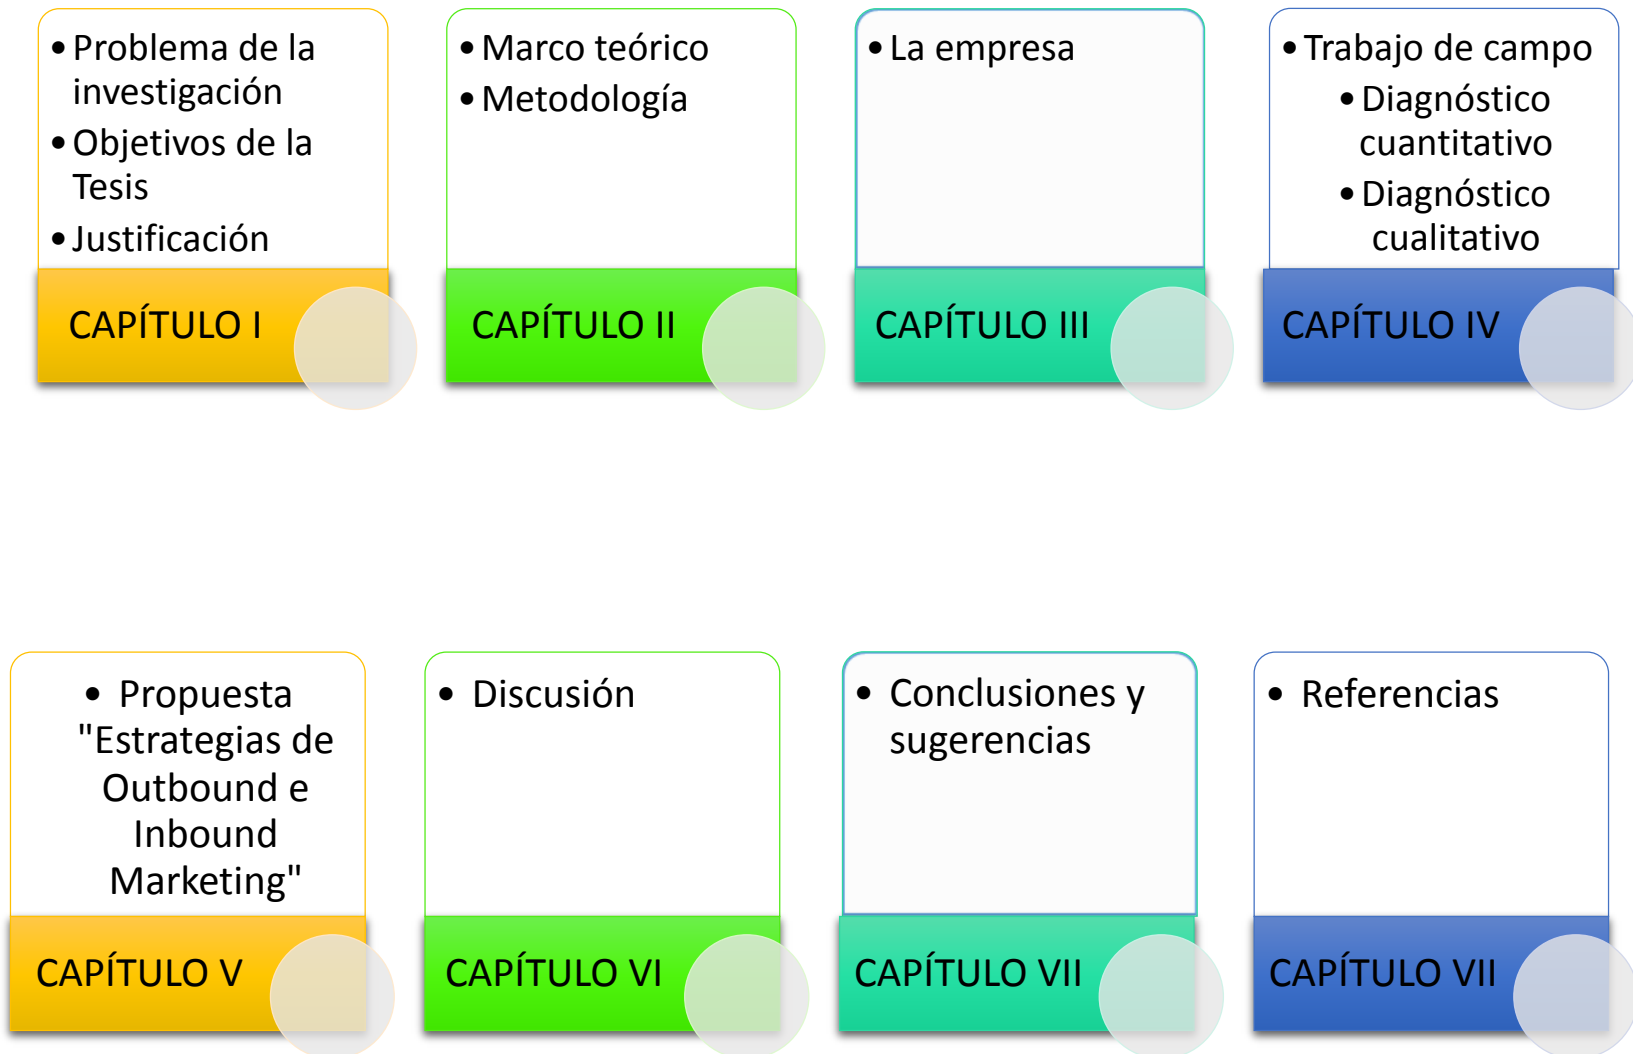 •Problema de la
investigación
•Objetivos de la
Tesis
•Justificación
CAPÍTULO I
•Marco teórico
•Metodología
CAPÍTULO II
•La empresa
CAPÍTULO III
•Trabajo de campo
•Diagnóstico
cuantitativo
•Diagnóstico
cualitativo
CAPÍTULO IV
• Propuesta
"Estrategias de
Outbound e
Inbound
Marketing"
CAPÍTULO V
• Discusión
CAPÍTULO VI
• Conclusiones y
sugerencias
CAPÍTULO VII
• Referencias
CAPÍTULO VII